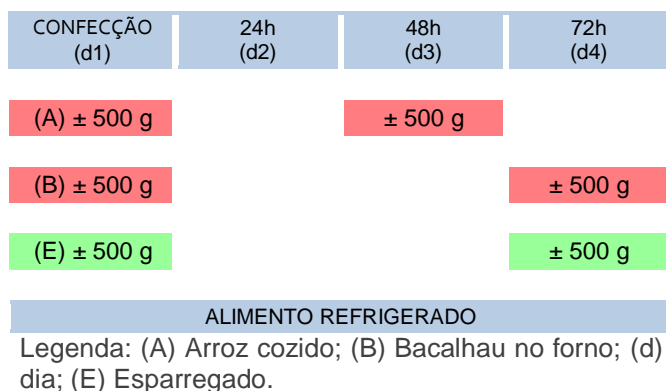 CONFECÇÃO 24h 48h 72h
(d1) (d2) (d3) (d4)
(A) ± 500 g ± 500 g
(B) ± 500 g ± 500 g
(E) ± 500 g ± 500 g
ALIMENTO REFRIGERADO
Legenda: (A) Arroz cozido; (B) Bacalhau no forno; (d)
dia; (E) Esparregado.